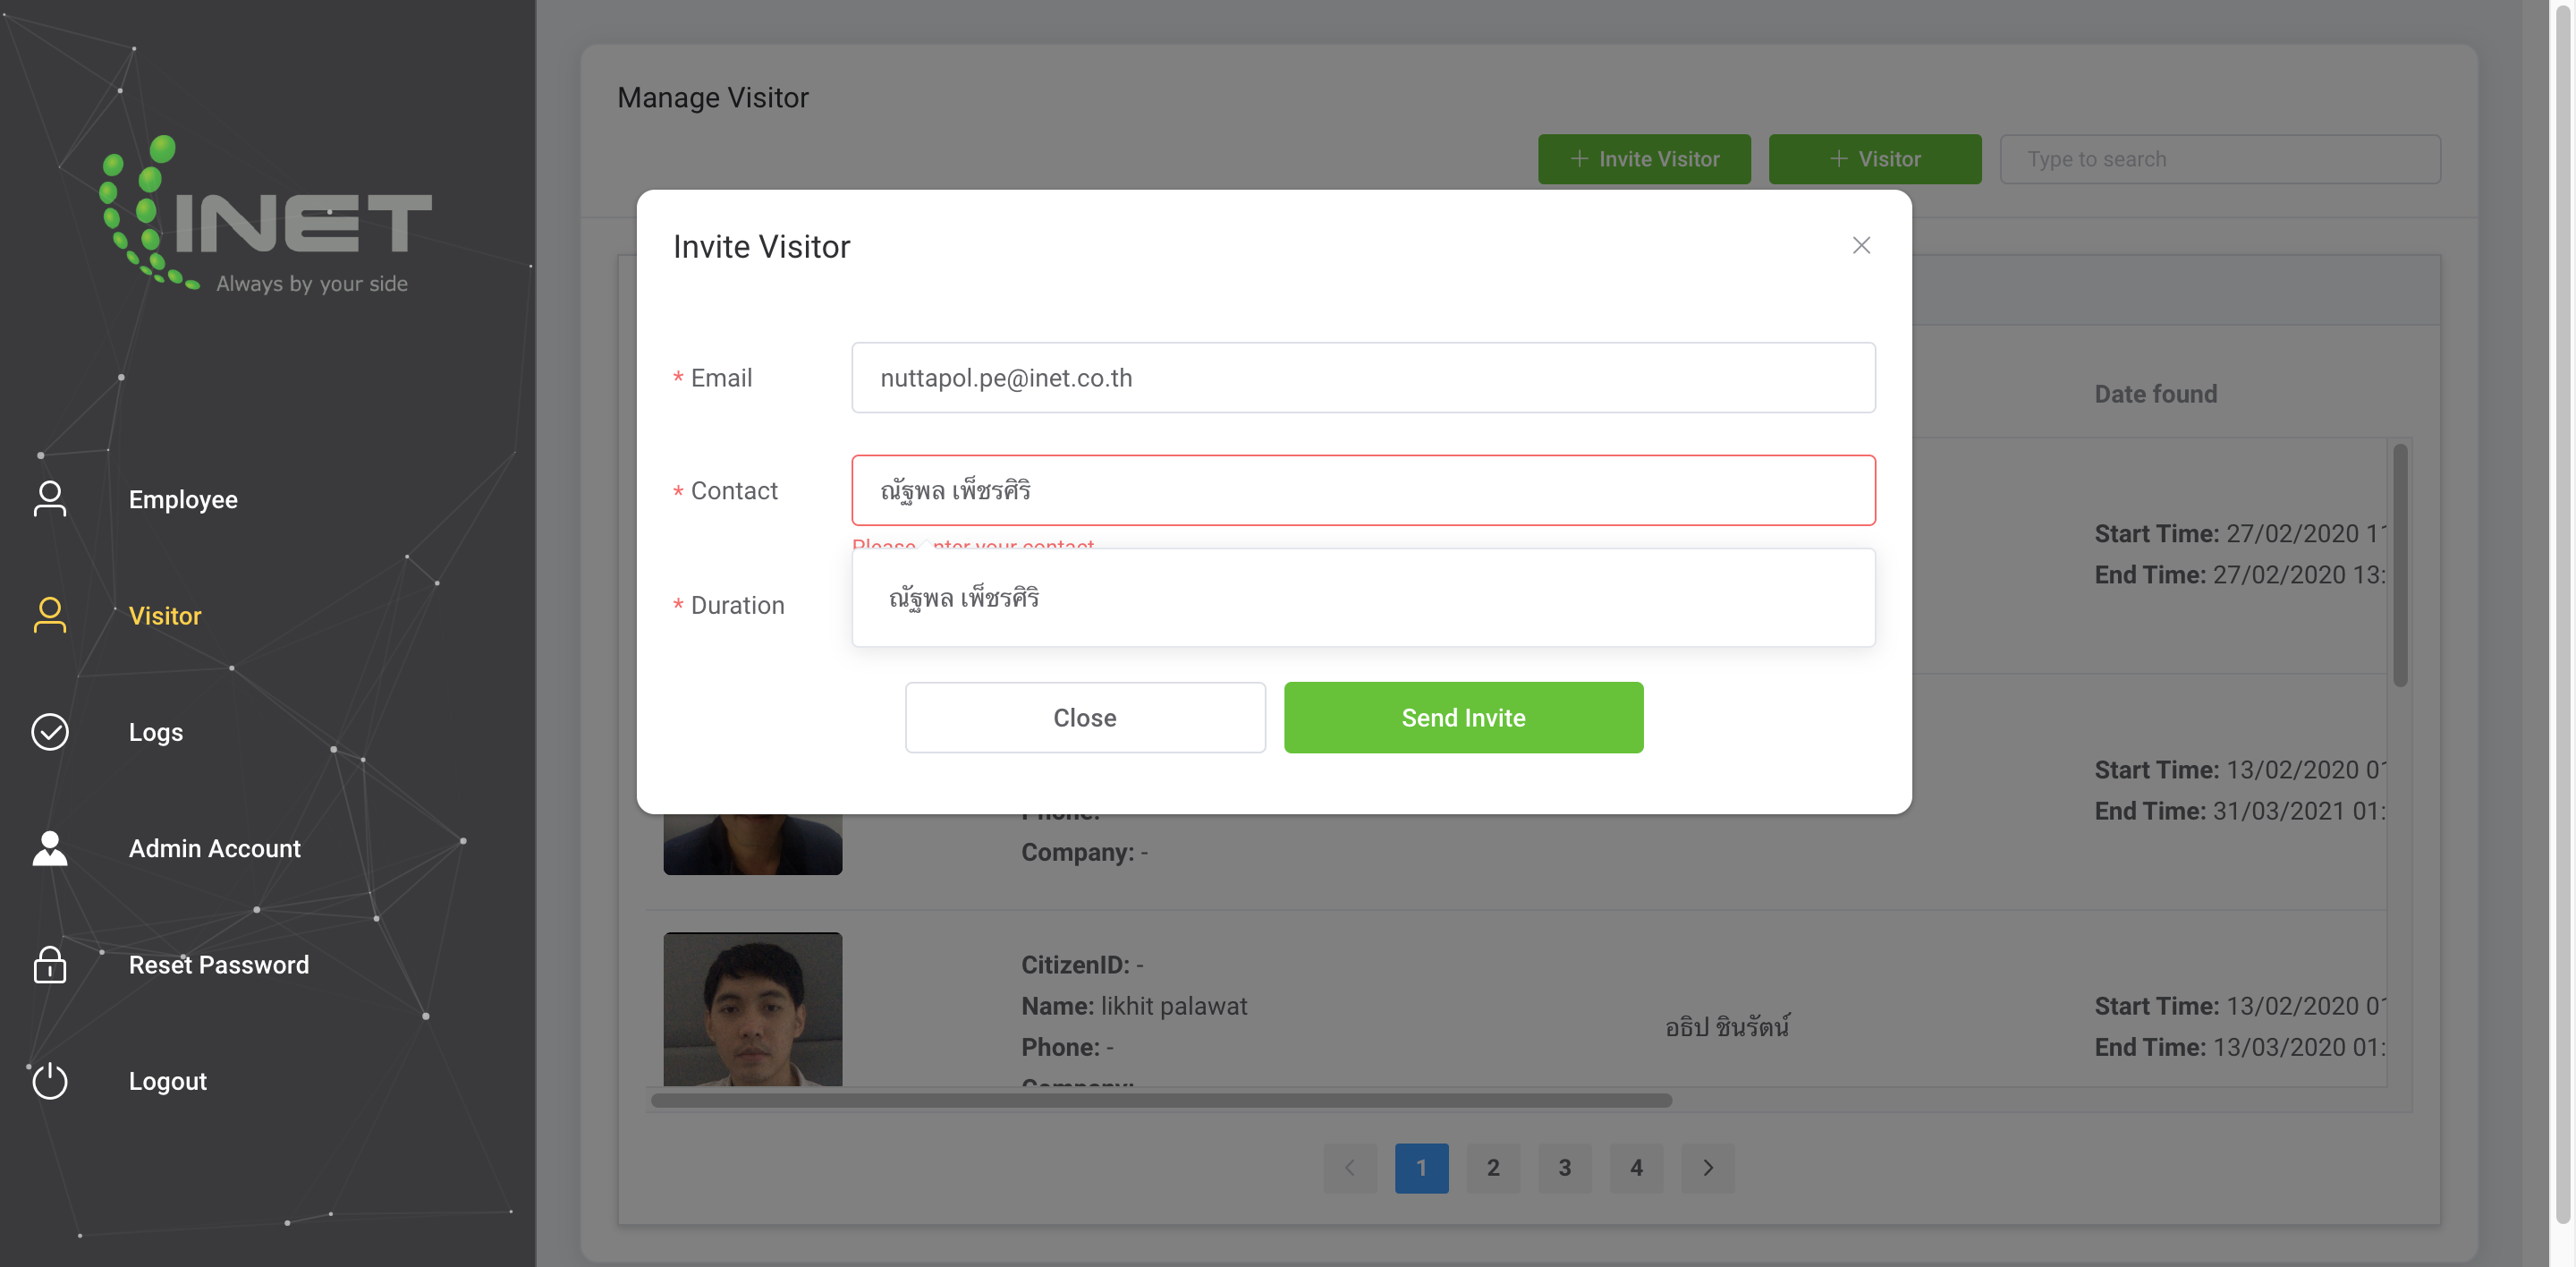 INET
Always by your side
Employee
Visitor
Logs
Admin Account
Reset Password
Logout
Manage Visitor
+ Invite Visitor
+ Visitor
Type to search
Invite Visitor
* Email
nuttapol.pe@inet.co.th
* Contact
ณัฐพล เพ็ชรศิริ
Please enter your contact
ณัฐพล เพ็ชรศิริ
* Duration
Close
Send Invite
Date found
Start Time: 27/02/2020 11
End Time: 27/02/2020 13:
Start Time: 13/02/2020 01
End Time: 31/03/2021 01:
Phone:
Company: -
CitizenID: -
Name: likhit palawat
Phone: -
Company:
อธิป ชินรัตน์
Start Time: 13/02/2020 01
End Time: 13/03/2020 01:
1
2
3
4